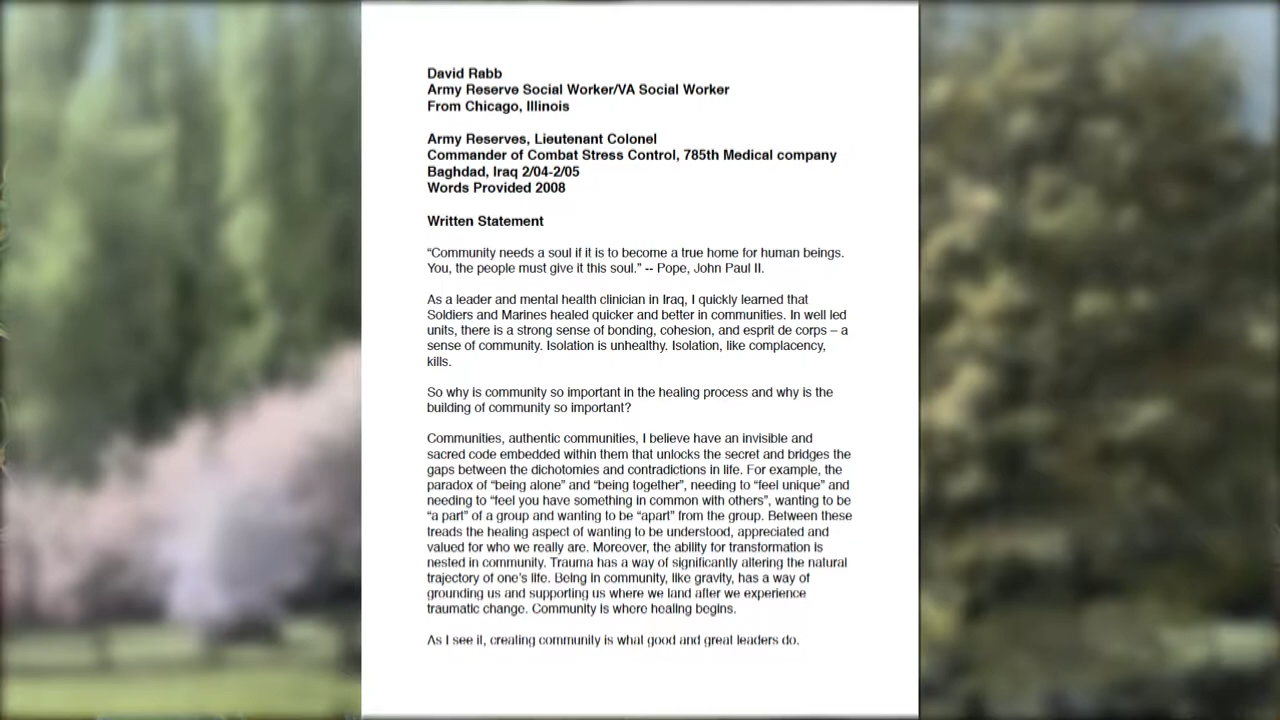 David Rabb
Army Reserve Social Worker/VA Social Worker
From Chicago, Illinois
Army Reserves, Lieutenant Colonel
Commander of Combat Stress Control, 785th Medical company
Baghdad, Iraq 2/04-2/05
Words Provided 2008
Written Statement
“Community needs a soul if it is to become a true home for human beings.
You, the people must give it this soul.” -- Pope, John Paul II.
As a leader and mental health clinician in Iraq, I quickly learned that
Soldiers and Marines healed quicker and better in communities. In well led
units, there is a strong sense of bonding, cohesion, and esprit de corps – a
sense of community. Isolation is unhealthy. Isolation, like complacency,
kills.
So why is community so important in the healing process and why is the
building of community so important?
Communities, authentic communities, I believe have an invisible and
sacred code embedded within them that unlocks the secret and bridges the
gaps between the dichotomies and contradictions in life. For example, the
paradox of “being alone” and “being together”, needing to “feel unique” and
needing to “feel you have something in common with others”, wanting to be
“a part” of a group and wanting to be “apart” from the group. Between these
treads the healing aspect of wanting to be understood, appreciated and
valued for who we really are. Moreover, the ability for transformation is
nested in community. Trauma has a way of significantly altering the natural
trajectory of one’s life. Being in community, like gravity, has a way of
grounding us and supporting us where we land after we experience
traumatic change. Community is where healing begins.
As I see it, creating community is what good and great leaders do.